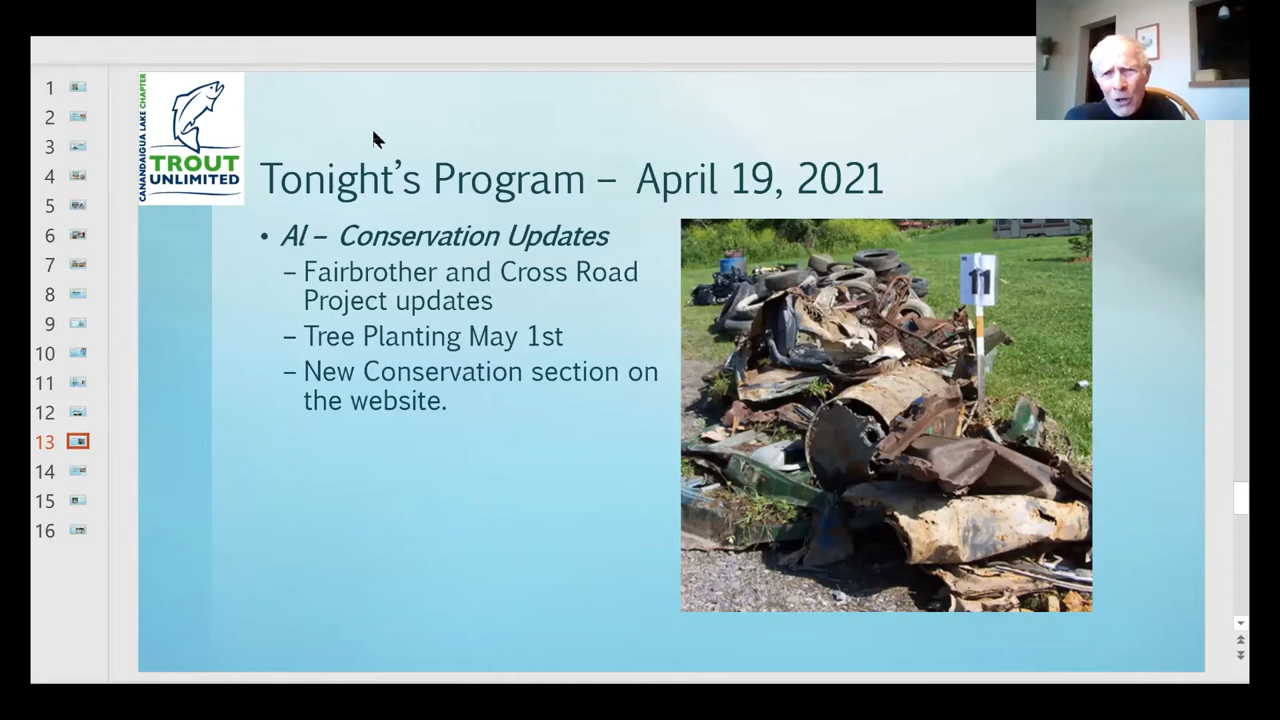 1
2
3
4
5
6
7
8
9
10
11
12
13
14
15
16
CANANDAIGUA LAKE CHAPTER
TROUT
UNLIMITED
Tonight's Program – April 19, 2021
• Al – Conservation Updates
– Fairbrother and Cross Road
Project updates
– Tree Planting May 1st
– New Conservation section on
the website.
11